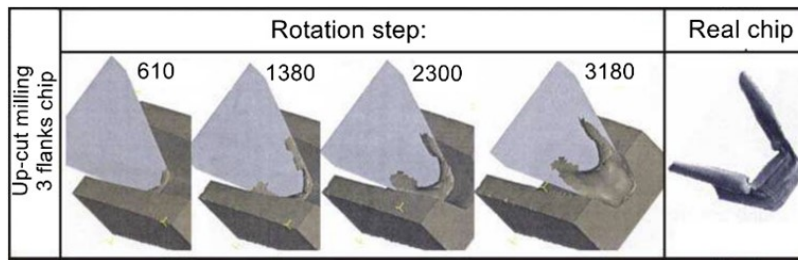 Rotation step:
Real chip
Up-cut milling
3 flanks chip
610
1380
2300
3180